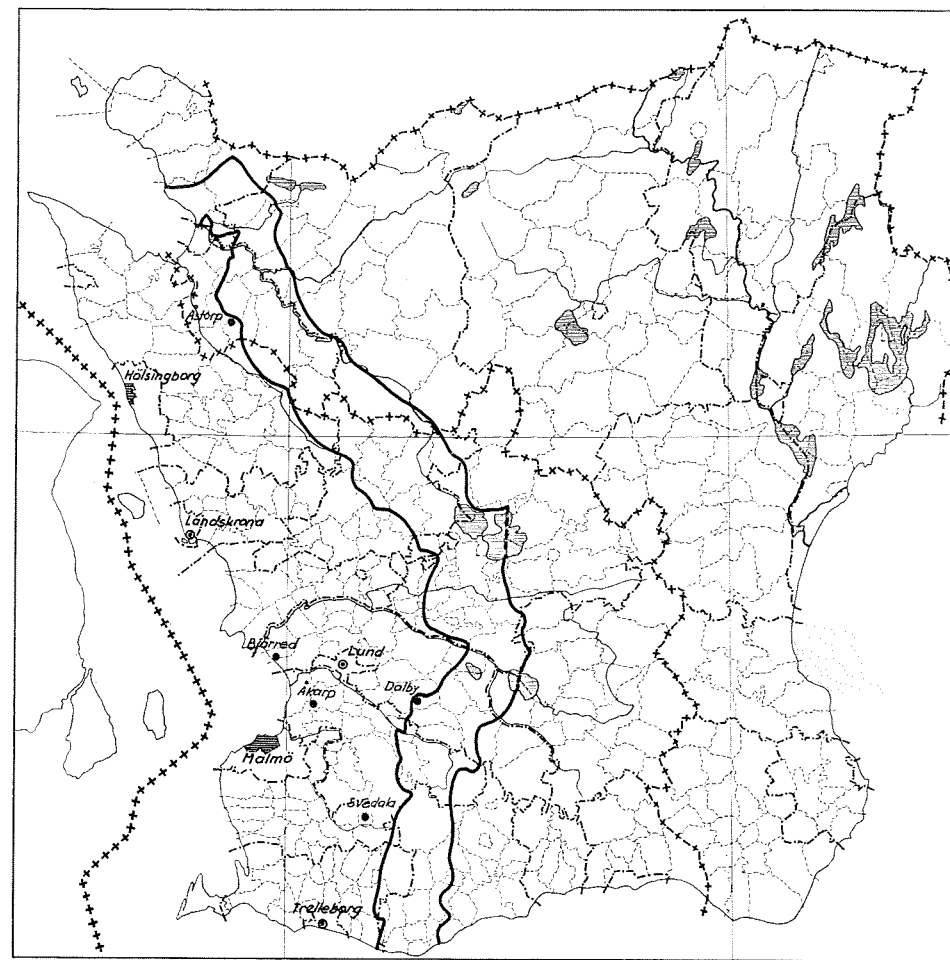 Åstorp
Hälsingborg
Landskrona
Bjärred
Lund
Åkarp
Dalby
Malmö
Svedala
Trelleborg